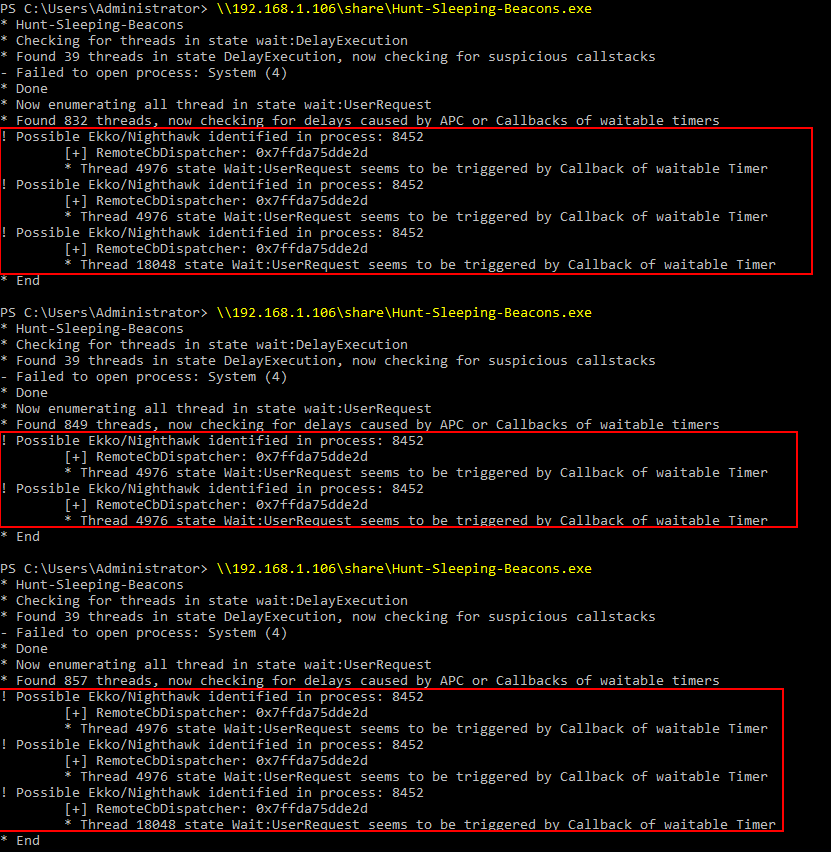 PS C:\Users\Administrator> \\192.168.1.106\share\Hunt-Sleeping-Beacons.exe
* Hunt-Sleeping-Beacons
* Checking for threads in state wait:DelayExecution
* Found 39 threads in state DelayExecution, now checking for suspicious callstacks
- Failed to open process: System (4)
* Done
* Now enumerating all thread in state wait:UserRequest
* Found 832 threads, now checking for delays caused by APC or Callbacks of waitable timers
! Possible Ekko/Nighthawk identified in process: 8452
[+] RemoteCbDispatcher: 0x7ffda75dde2d
* Thread 4976 state Wait:UserRequest seems to be triggered by Callback of waitable Timer
! Possible Ekko/Nighthawk identified in process: 8452
[+] RemoteCbDispatcher: 0x7ffda75dde2d
* Thread 4976 state Wait:UserRequest seems to be triggered by Callback of waitable Timer
! Possible Ekko/Nighthawk identified in process: 8452
[+] RemoteCbDispatcher: 0x7ffda75dde2d
* Thread 18048 state Wait:UserRequest seems to be triggered by Callback of waitable Timer
* End
PS C:\Users\Administrator> \\192.168.1.106\share\Hunt-Sleeping-Beacons.exe
* Hunt-Sleeping-Beacons
* Checking for threads in state wait:DelayExecution
* Found 39 threads in state DelayExecution, now checking for suspicious callstacks
- Failed to open process: System (4)
* Done
* Now enumerating all thread in state wait:UserRequest
* Found 849 threads, now checking for delays caused by APC or Callbacks of waitable timers
! Possible Ekko/Nighthawk identified in process: 8452
[+] RemoteCbDispatcher: 0x7ffda75dde2d
* Thread 4976 state Wait:UserRequest seems to be triggered by Callback of waitable Timer
! Possible Ekko/Nighthawk identified in process: 8452
[+] RemoteCbDispatcher: 0x7ffda75dde2d
* Thread 4976 state Wait:UserRequest seems to be triggered by Callback of waitable Timer
* End
PS C:\Users\Administrator> \\192.168.1.106\share\Hunt-Sleeping-Beacons.exe
* Hunt-Sleeping-Beacons
* Checking for threads in state wait:DelayExecution
* Found 39 threads in state DelayExecution, now checking for suspicious callstacks
- Failed to open process: System (4)
* Done
* Now enumerating all thread in state wait:UserRequest
* Found 857 threads, now checking for delays caused by APC or Callbacks of waitable timers
! Possible Ekko/Nighthawk identified in process: 8452
[+] RemoteCbDispatcher: 0x7ffda75dde2d
* Thread 4976 state Wait:UserRequest seems to be triggered by Callback of waitable Timer
! Possible Ekko/Nighthawk identified in process: 8452
[+] RemoteCbDispatcher: 0x7ffda75dde2d
* Thread 4976 state Wait:UserRequest seems to be triggered by Callback of waitable Timer
! Possible Ekko/Nighthawk identified in process: 8452
[+] RemoteCbDispatcher: 0x7ffda75dde2d
* Thread 18048 state Wait:UserRequest seems to be triggered by Callback of waitable Timer
* End